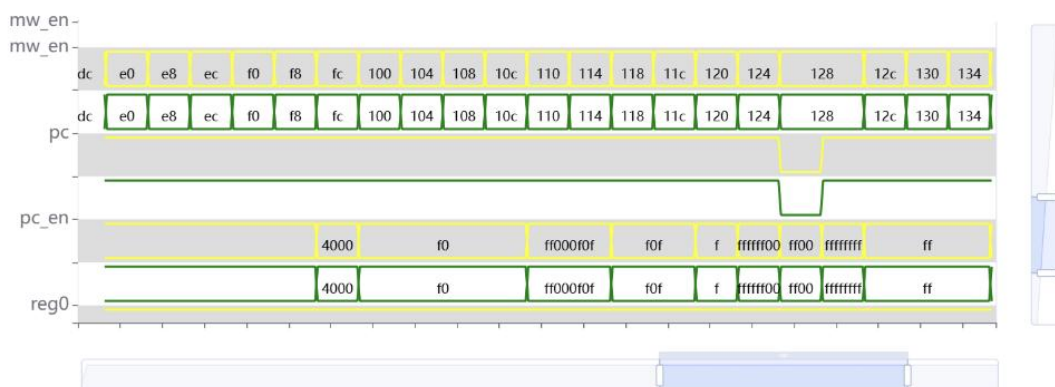 mw_en
mw_en
dc e0 e8 ec f0 f8 fc 100 104 108 10c 110 114 118 11c 120 124 128 12c 130 134
dc e0 e8 ec f0 f8 fc 100 104 108 10c 110 114 118 11c 120 124 128 12c 130 134
pc
pc_en
4000 f0 ff000f0f f0f f ffffff00 ff00 ffffffff ff
4000 f0 ff000f0f f0f f ffffff00 ff00 ffffffff ff
reg0